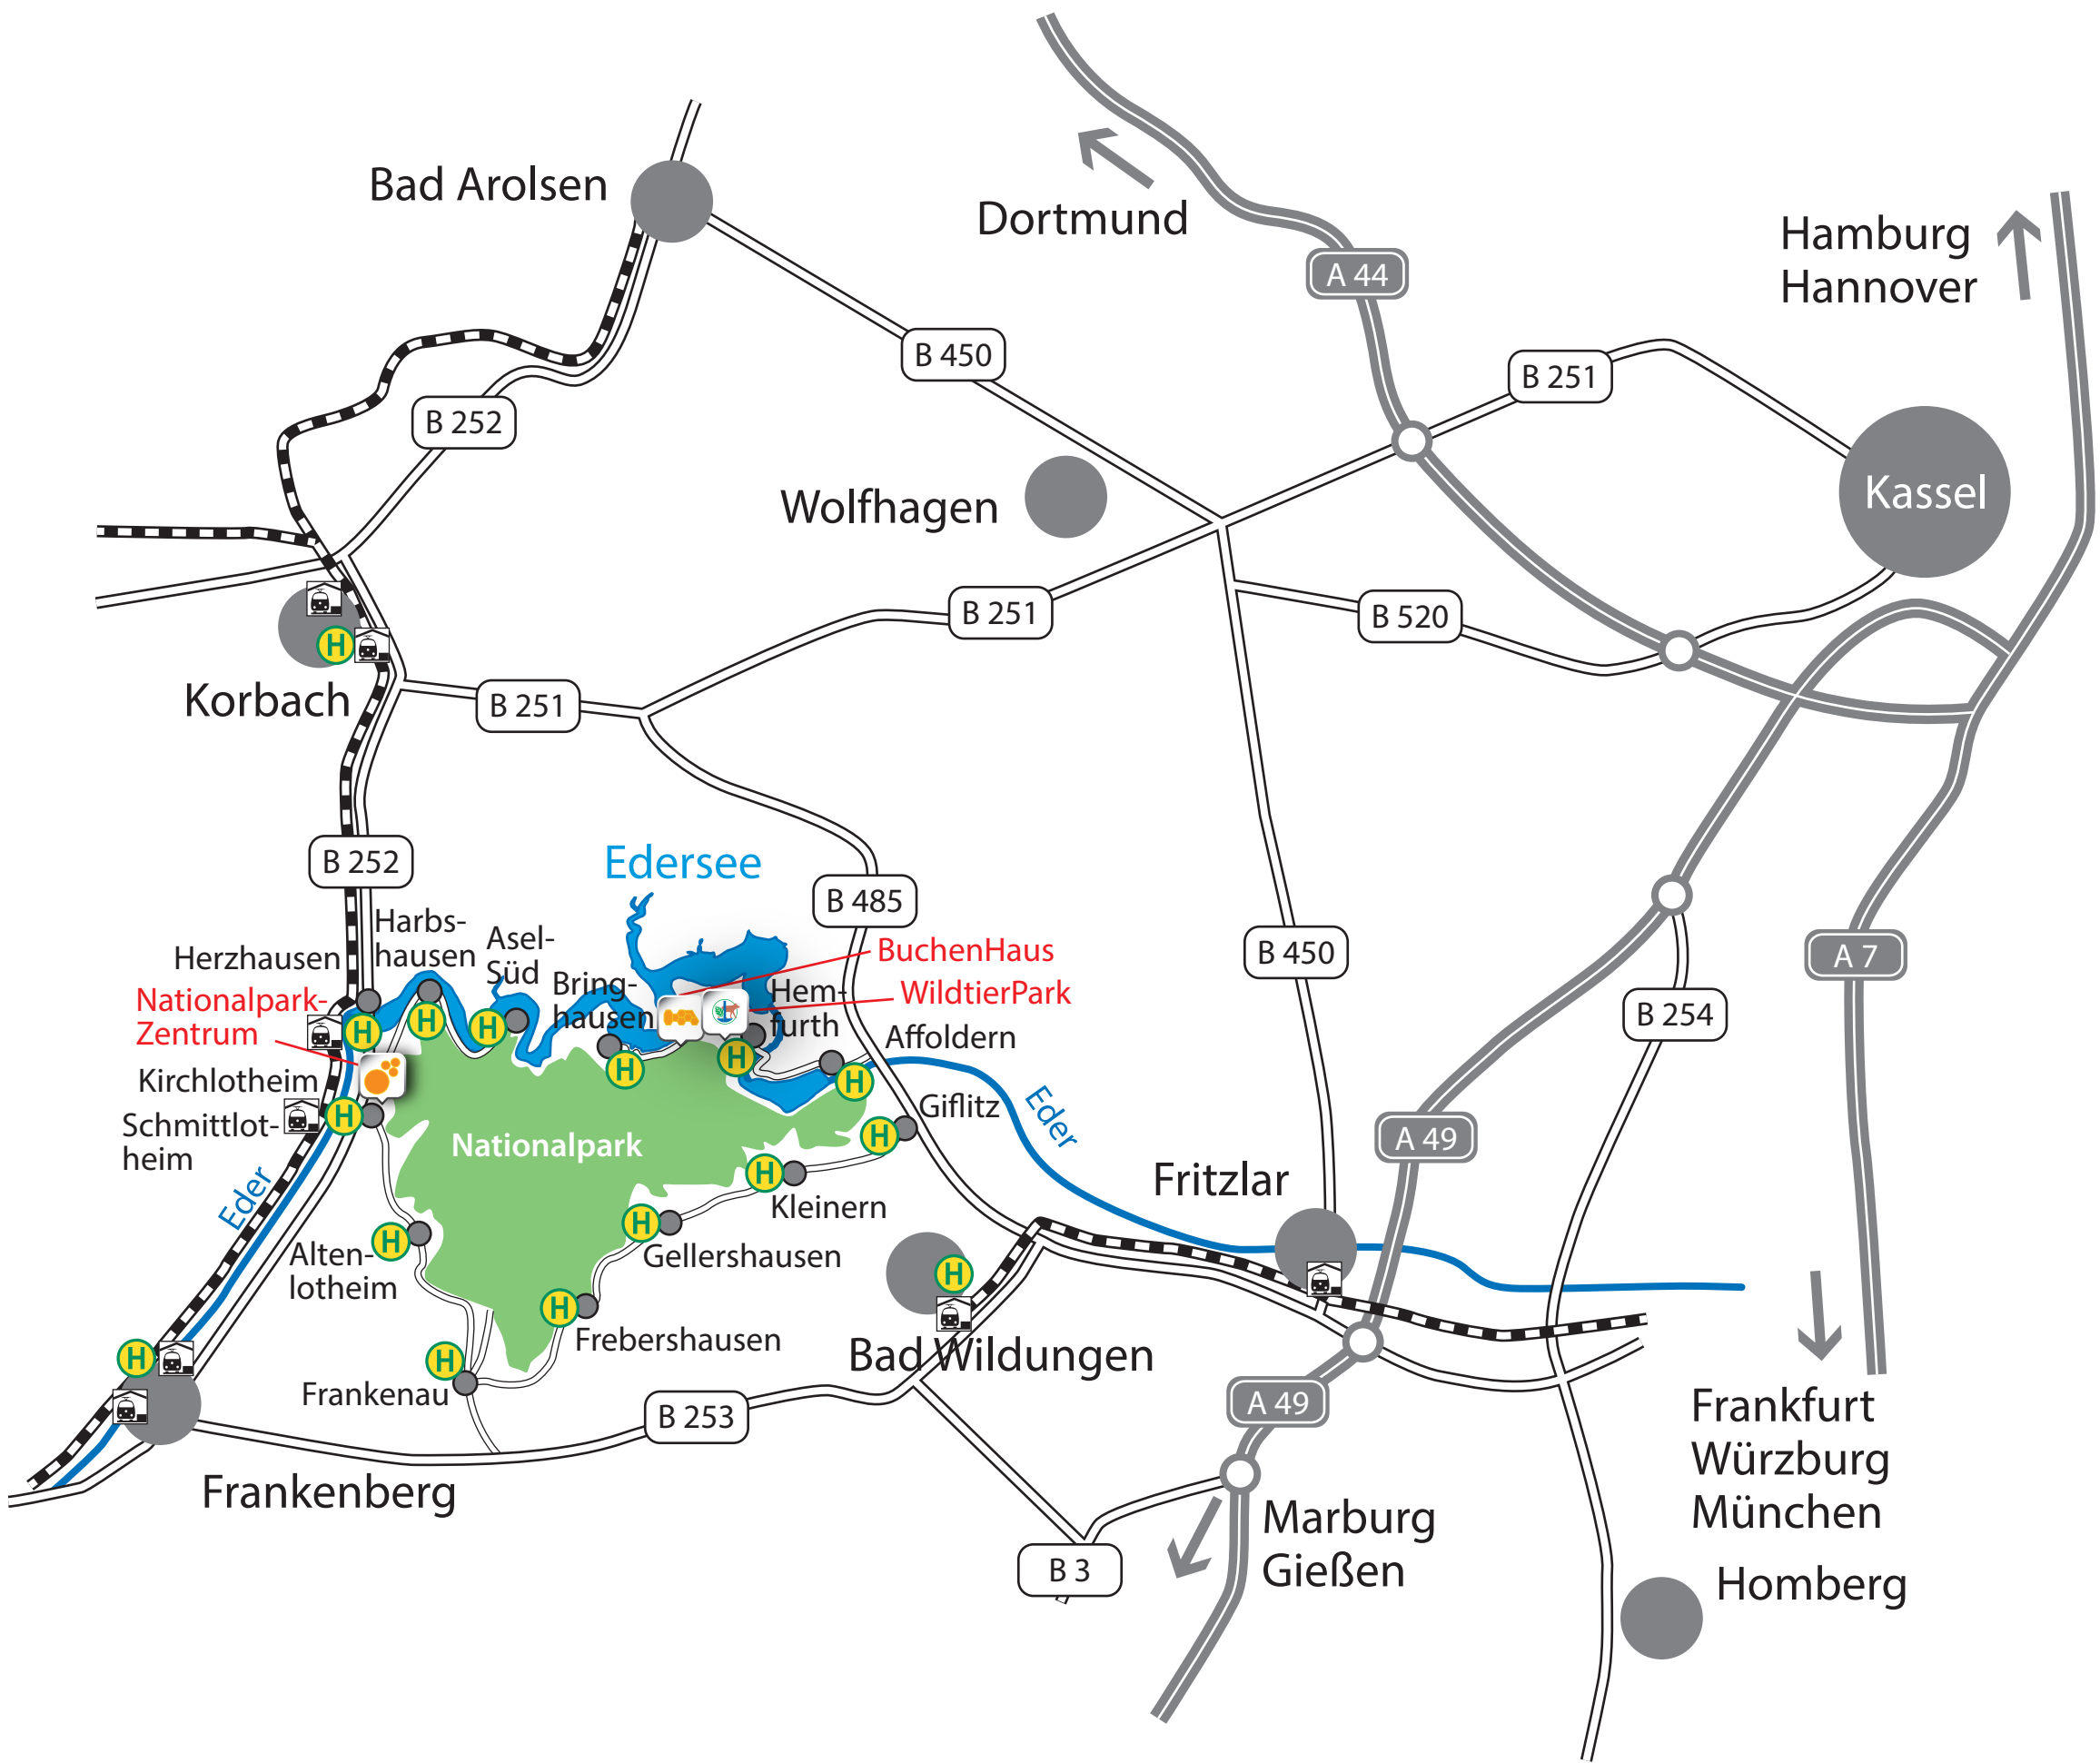 Bad Arolsen
Dortmund
Hamburg
Hannover
A 44
B 450
B 251
B 252
Kassel
Wolfhagen
B 251
B 520
H
Korbach
B 251
B 252
Edersee
B 485
Harbs-
hausen
Asel-
Süd
Herzhausen
BuchenHaus
B 450
A 7
Nationalpark-
Zentrum
Bring-
hausen
Hem-
furth
WildtierPark
B 254
H
H
H
Affoldern
H
H
H
Kirchlotheim
Schmittlot-
heim
H
Giflitz
Eder
H
Nationalpark
A 49
Eder
H
Kleinern
Fritzlar
H
Gellershausen
H
Alten-
lotheim
H
H
Frebershausen
Bad Wildungen
H
H
Frankenau
B 253
A 49
Frankfurt
Würzburg
München
Frankenberg
Marburg
Gießen
B 3
Homberg